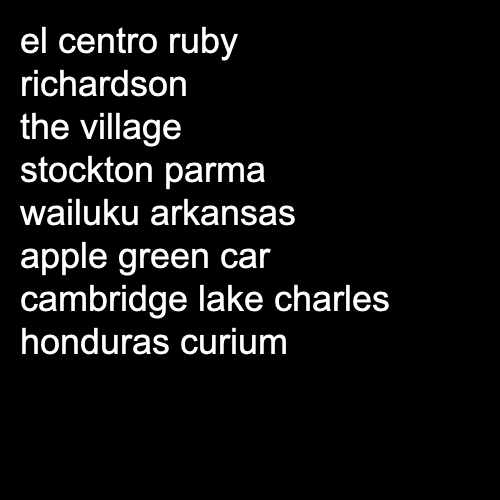 el centro ruby
richardson
the village
stockton parma
wailuku arkansas
apple green car
cambridge lake charles
honduras curium